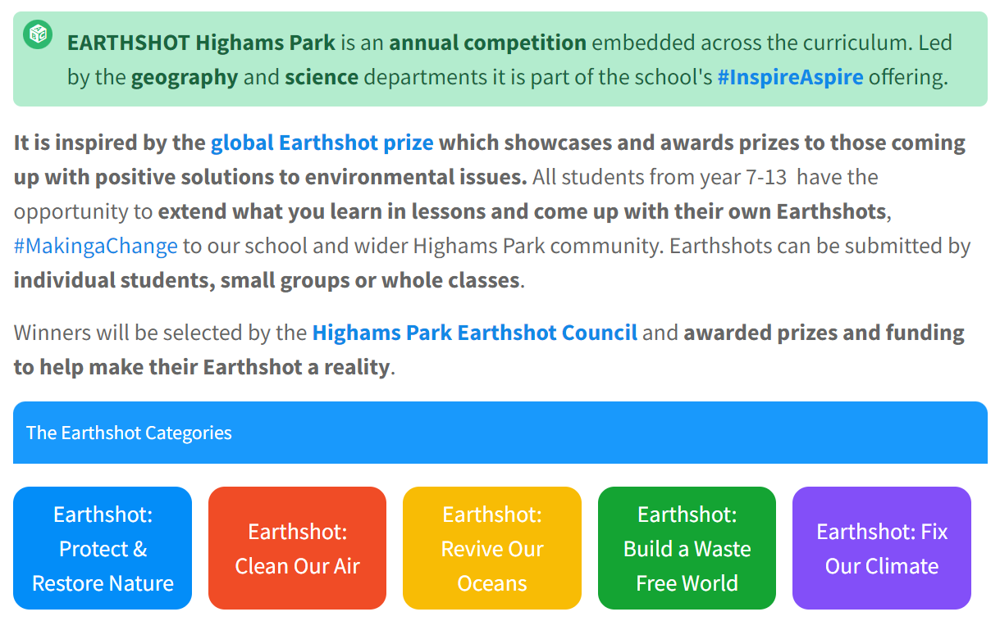 EARTHSHOT Highams Park is an annual competition embedded across the curriculum. Led
by the geography and science departments it is part of the school's #InspireAspire offering.
It is inspired by the global Earthshot prize which showcases and awards prizes to those coming
up with positive solutions to environmental issues. All students from year 7-13  have the
opportunity to extend what you learn in lessons and come up with their own Earthshots,
#MakingaChange to our school and wider Highams Park community. Earthshots can be submitted by
individual students, small groups or whole classes.
Winners will be selected by the Highams Park Earthshot Council and awarded prizes and funding
to help make their Earthshot a reality.
The Earthshot Categories
Earthshot:
Protect &
Restore Nature
Earthshot:
Clean Our Air
Earthshot:
Revive Our
Oceans
Earthshot:
Build a Waste
Free World
Earthshot: Fix
Our Climate